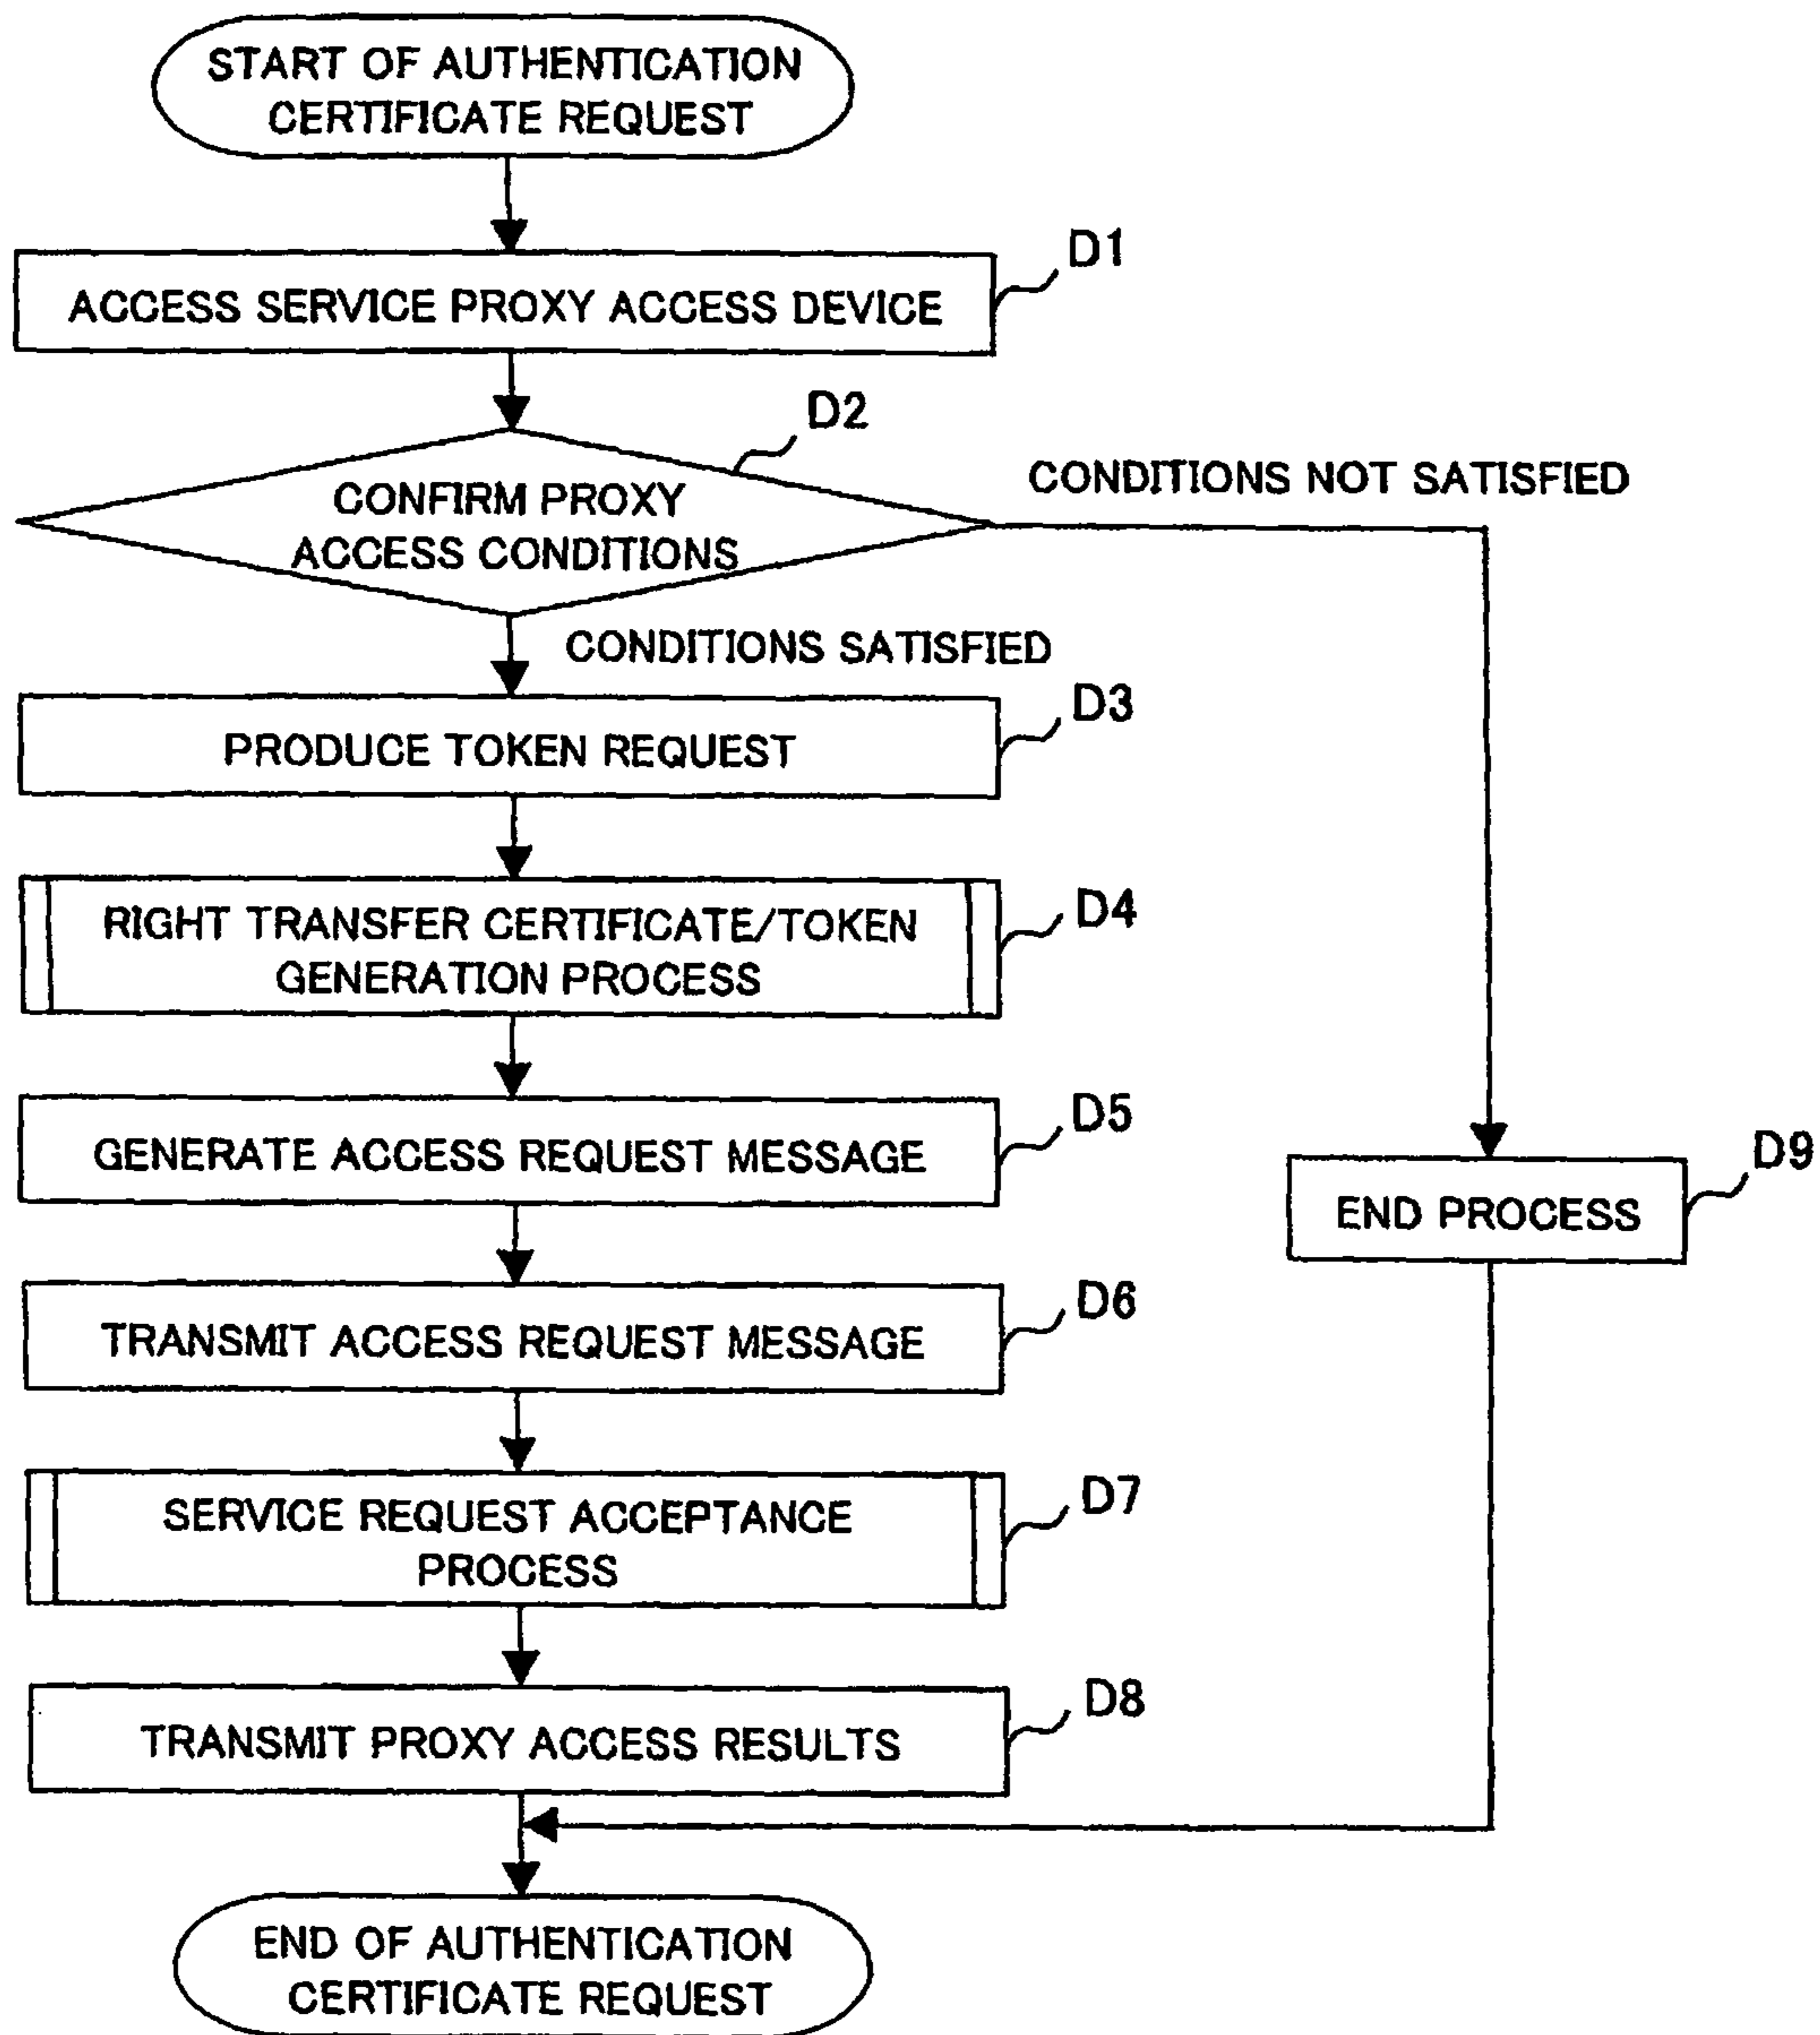 START OF AUTHENTICATION
CERTIFICATE REQUEST
D1
ACCESS SERVICE PROXY ACCESS DEVICE
D2
CONFIRM PROXY
ACCESS CONDITIONS
CONDITIONS NOT SATISFIED
CONDITIONS SATISFIED
D3
PRODUCE TOKEN REQUEST
D4
RIGHT TRANSFER CERTIFICATE/TOKEN
GENERATION PROCESS
D5
GENERATE ACCESS REQUEST MESSAGE
D9
END PROCESS
D6
TRANSMIT ACCESS REQUEST MESSAGE
D7
SERVICE REQUEST ACCEPTANCE
PROCESS
D8
TRANSMIT PROXY ACCESS RESULTS
END OF AUTHENTICATION
CERTIFICATE REQUEST